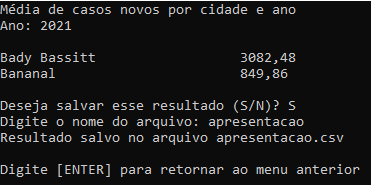 Média de casos novos por cidade e ano
Ano: 2021
Bady Bassitt 3082,48
Bananal 849,86
Deseja salvar esse resultado (S/N)? S
Digite o nome do arquivo: apresentacao
Resultado salvo no arquivo apresentacao.csv
Digite [ENTER] para retornar ao menu anterior